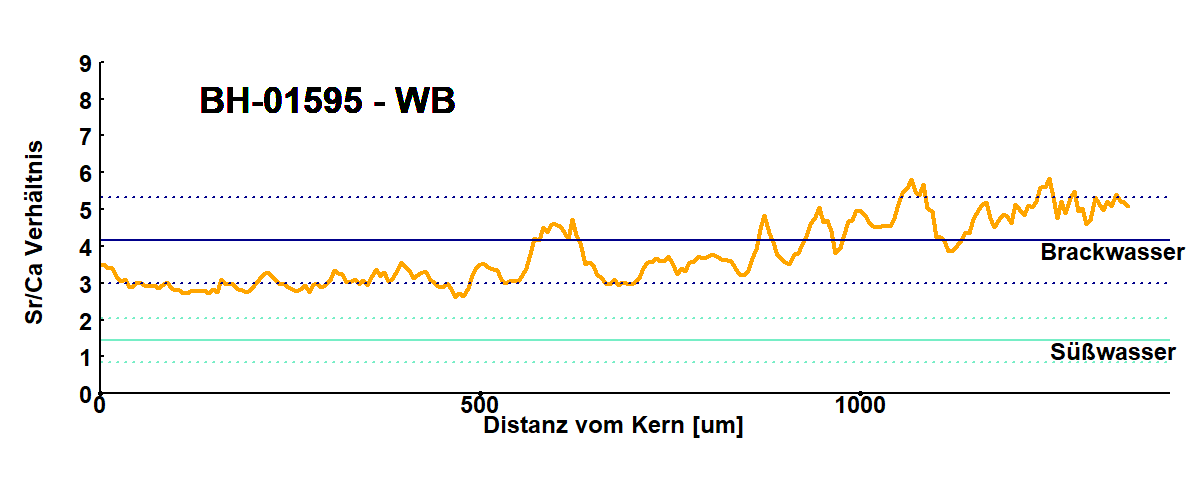 BH-01595 - WB
Sr/Ca Verhältnis
9
8
7
6
5
4
3
2
1
0
Brackwasser
Süßwasser
0 500 1000
Distanz vom Kern [um]